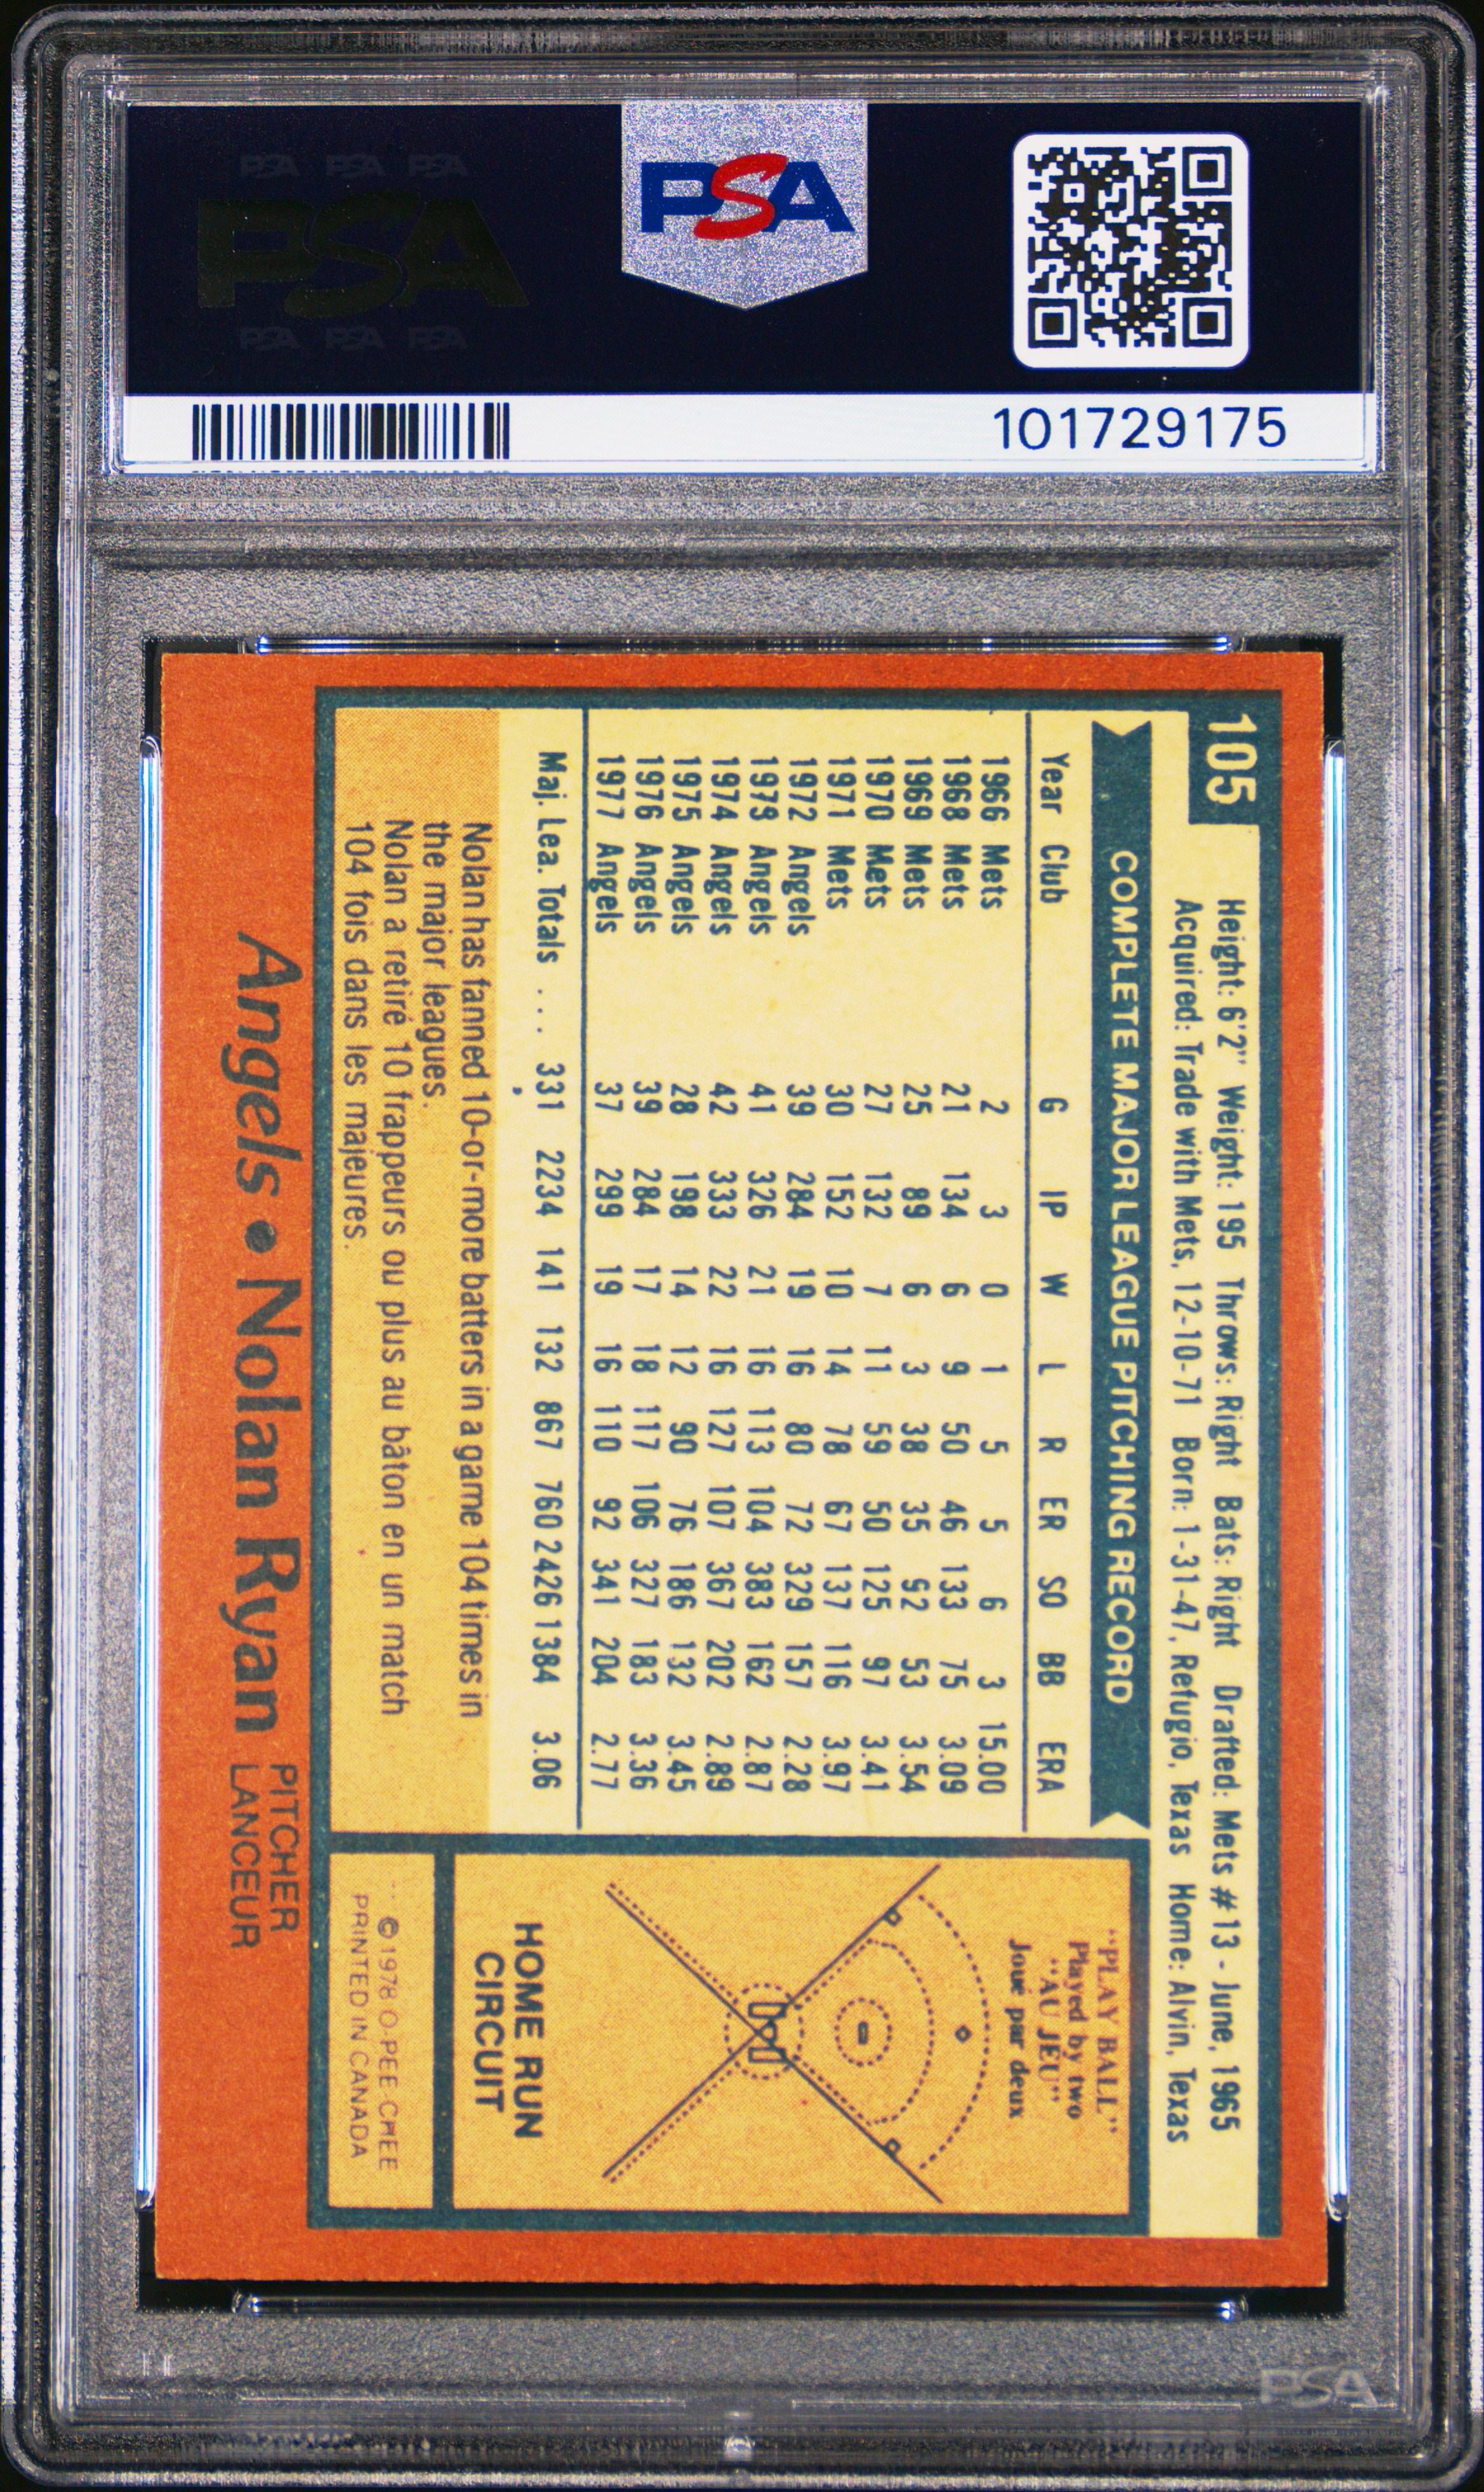 PSA PSA PSA
PSA
PSA PSA PSA
PSA
101729175
105
Height: 6'2" Weight: 195 Throws: Right Bats: Right Drafted: Mets #13 - June, 1965
Acquired: Trade with Mets, 12-10-71 Born: 1-31-47, Refugio, Texas Home: Alvin, Texas
COMPLETE MAJOR LEAGUE PITCHING RECORD
Year Club G IP W L R ER SO BB ERA
1966 Mets 2 3 0 1 5 5 6 3 15.00
1968 Mets 21 134 6 9 50 46 133 75 3.09
1969 Mets 25 89 6 3 38 35 92 53 3.54
1970 Mets 27 132 7 11 59 50 125 97 3.41
1971 Mets 30 152 10 14 78 67 137 116 3.97
1972 Angels 39 284 19 16 80 72 329 157 2.28
1973 Angels 41 326 21 16 113 104 383 162 2.87
1974 Angels 42 333 22 16 127 107 367 202 2.89
1975 Angels 28 198 14 12 90 76 186 132 3.45
1976 Angels 39 284 17 18 117 106 327 183 3.36
1977 Angels 37 299 19 16 110 92 341 204 2.77
Maj. Lea. Totals ... 331 2234 141 132 867 760 2426 1384 3.06
Nolan has fanned 10-or-more batters in a game 104 times in
the major leagues.
Nolan a retiré 10 frappeurs ou plus au bâton en un match
104 fois dans les majeures.
"PLAY BALL"
Played by two
"AU JEU"
Joué par deux
HOME RUN
CIRCUIT
© 1978 O-PEE-CHEE
PRINTED IN CANADA
Angels • Nolan Ryan PITCHER
LANCEUR
PSA